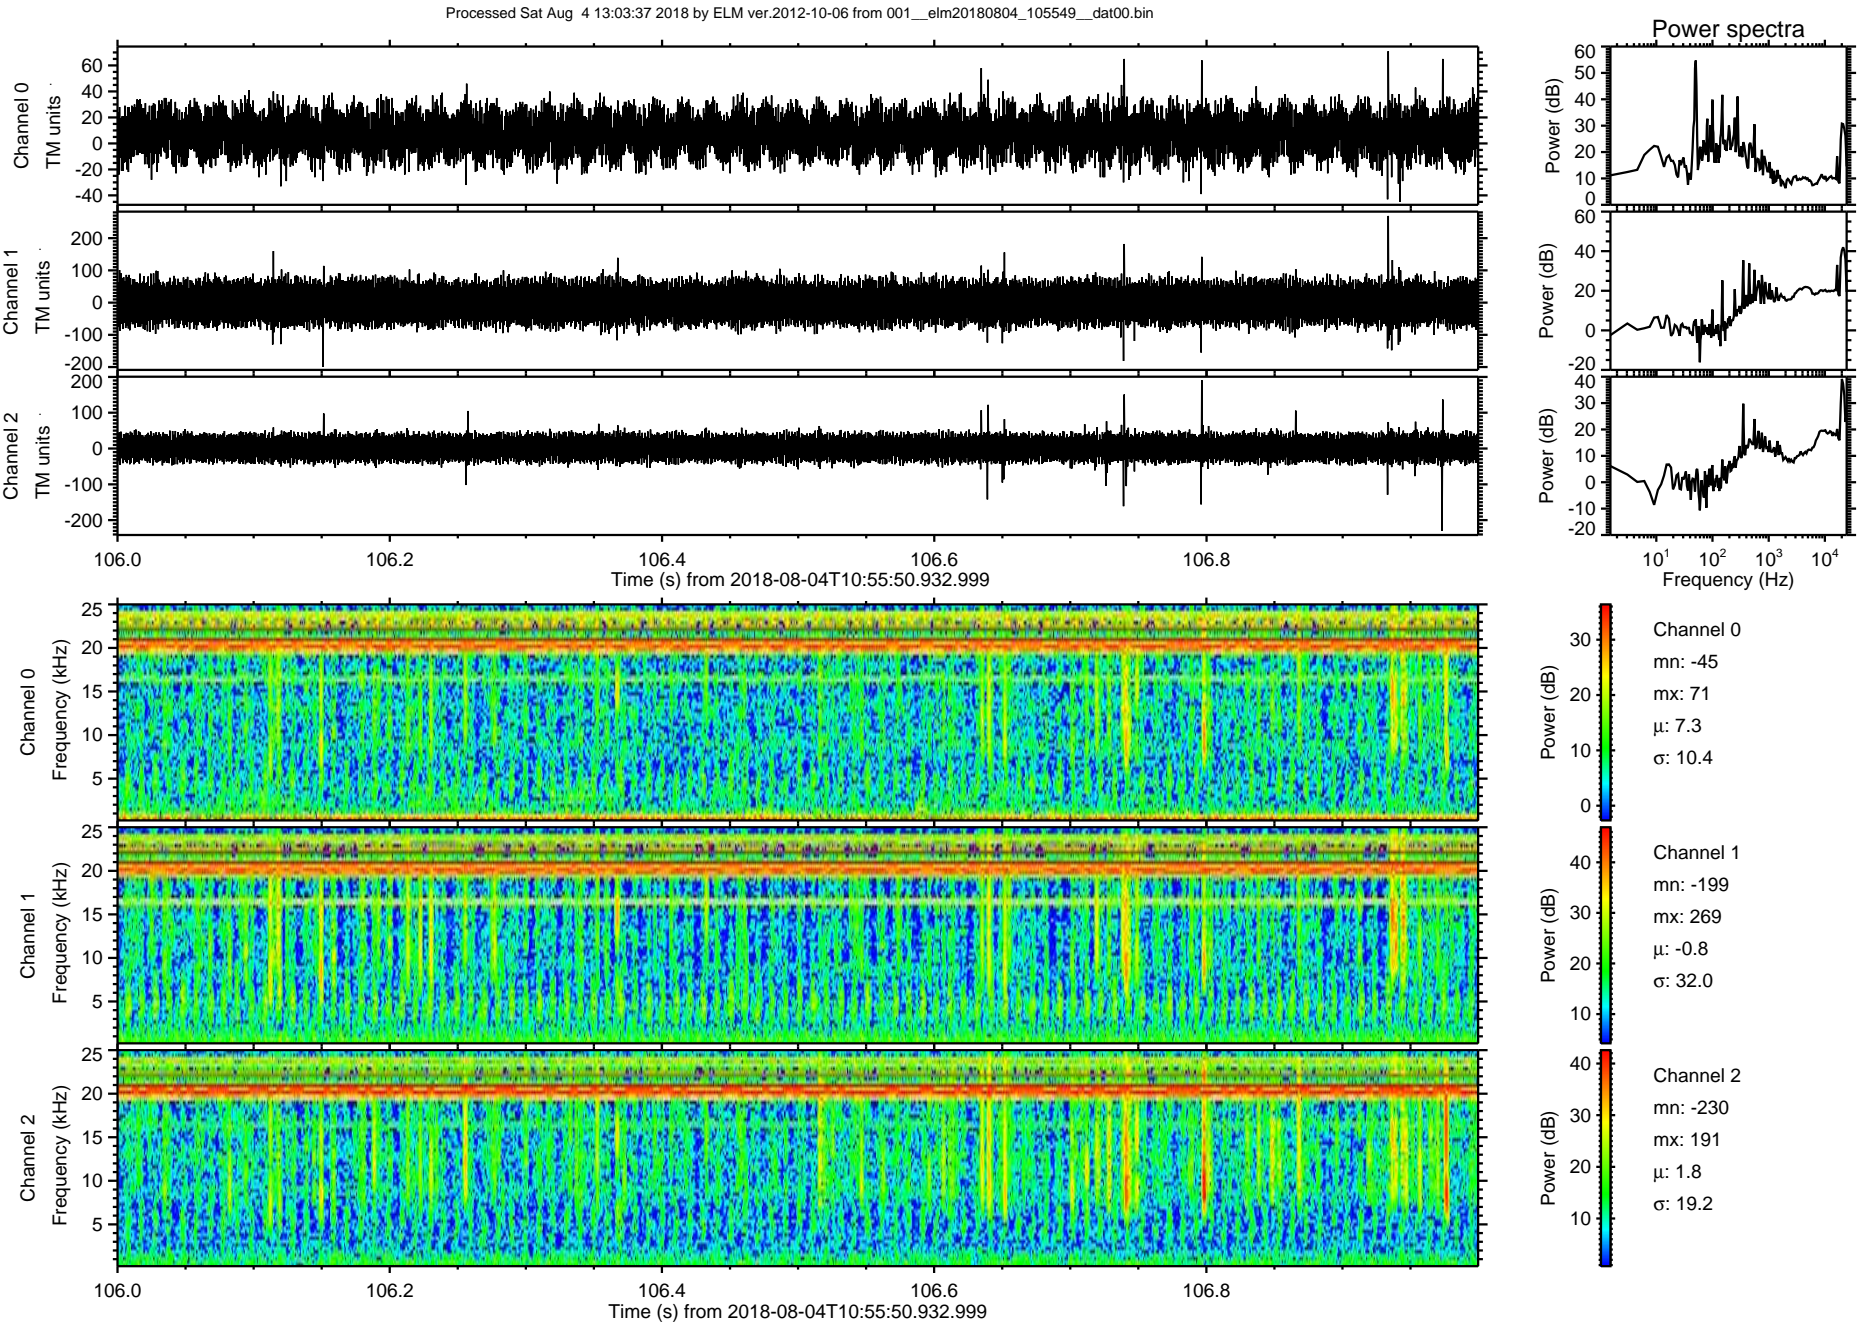 Processed Sat Aug  4 13:03:37 2018 by ELM ver.2012-10-06 from 001__elm20180804_105549__dat00.bin
Power spectra
Channel 0
TM units
60
40
20
0
-20
-40
Power (dB)
60
50
40
30
20
10
0
Channel 1
TM units
200
100
0
-100
-200
Power (dB)
60
40
20
0
-20
Channel 2
TM units
200
100
0
-100
-200
Power (dB)
40
30
20
10
0
-10
-20
106.0 106.2 106.4 106.6 106.8
Time (s) from 2018-08-04T10:55:50.932.999
10^1 10^2 10^3 10^4
Frequency (Hz)
Channel 0
Frequency (kHz)
25
20
15
10
5
Power (dB)
30
20
10
0
Channel 0
mn: -45
mx: 71
μ: 7.3
σ: 10.4
Channel 1
Frequency (kHz)
25
20
15
10
5
Power (dB)
40
30
20
10
Channel 1
mn: -199
mx: 269
μ: -0.8
σ: 32.0
Channel 2
Frequency (kHz)
25
20
15
10
5
Power (dB)
40
30
20
10
Channel 2
mn: -230
mx: 191
μ: 1.8
σ: 19.2
106.0 106.2 106.4 106.6 106.8
Time (s) from 2018-08-04T10:55:50.932.999